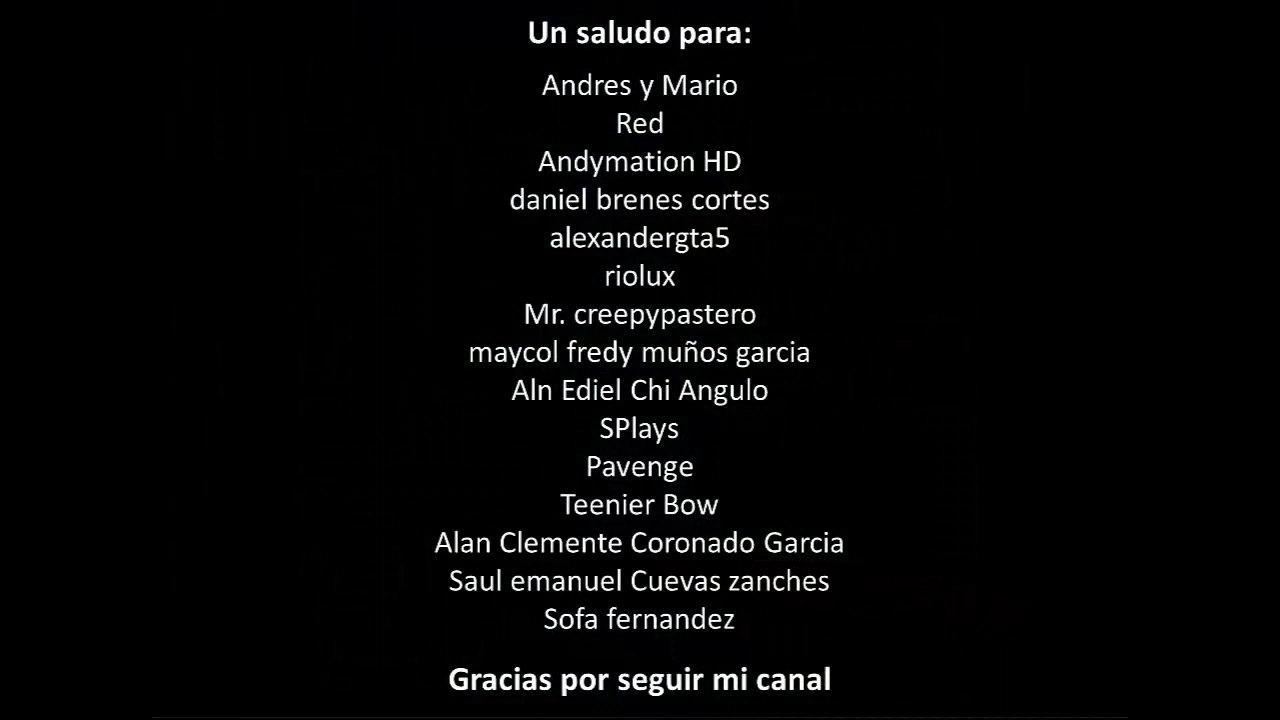 Un saludo para:
Andres y Mario
Red
Andymation HD
daniel brenes cortes
alexandergta5
riolux
Mr. creepypastero
maycol fredy muños garcia
Aln Ediel Chi Angulo
SPlays
Pavenge
Teenier Bow
Alan Clemente Coronado Garcia
Saul emanuel Cuevas zanches
Sofa fernandez
Gracias por seguir mi canal